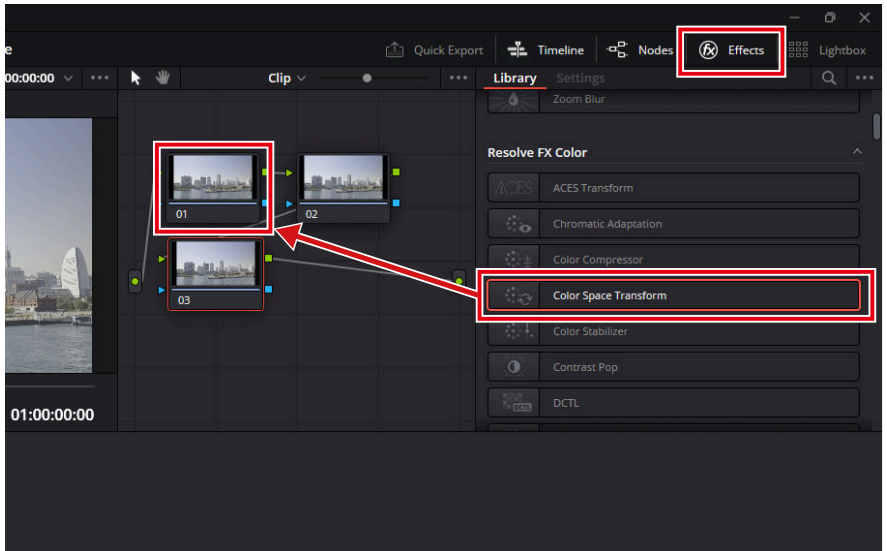 e
Quick Export
Timeline
Nodes
Effects
Lightbox
00:00:00
Clip
Library
Settings
Zoom Blur
Resolve FX Color
ACES
ACES Transform
Chromatic Adaptation
Color Compressor
Color Space Transform
Color Stabilizer
Contrast Pop
DCTL
DCTL
01
02
03
01:00:00:00